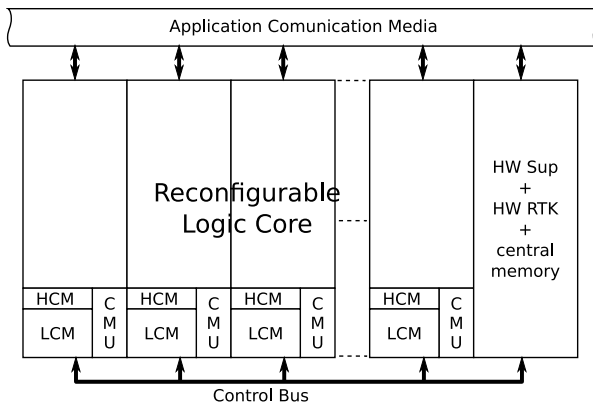 Application Comunication Media
Reconfigurable
Logic Core
HW Sup
+
HW RTK
+
central
memory
HCM
LCM
C
M
U
HCM
LCM
C
M
U
HCM
LCM
C
M
U
HCM
LCM
C
M
U
Control Bus